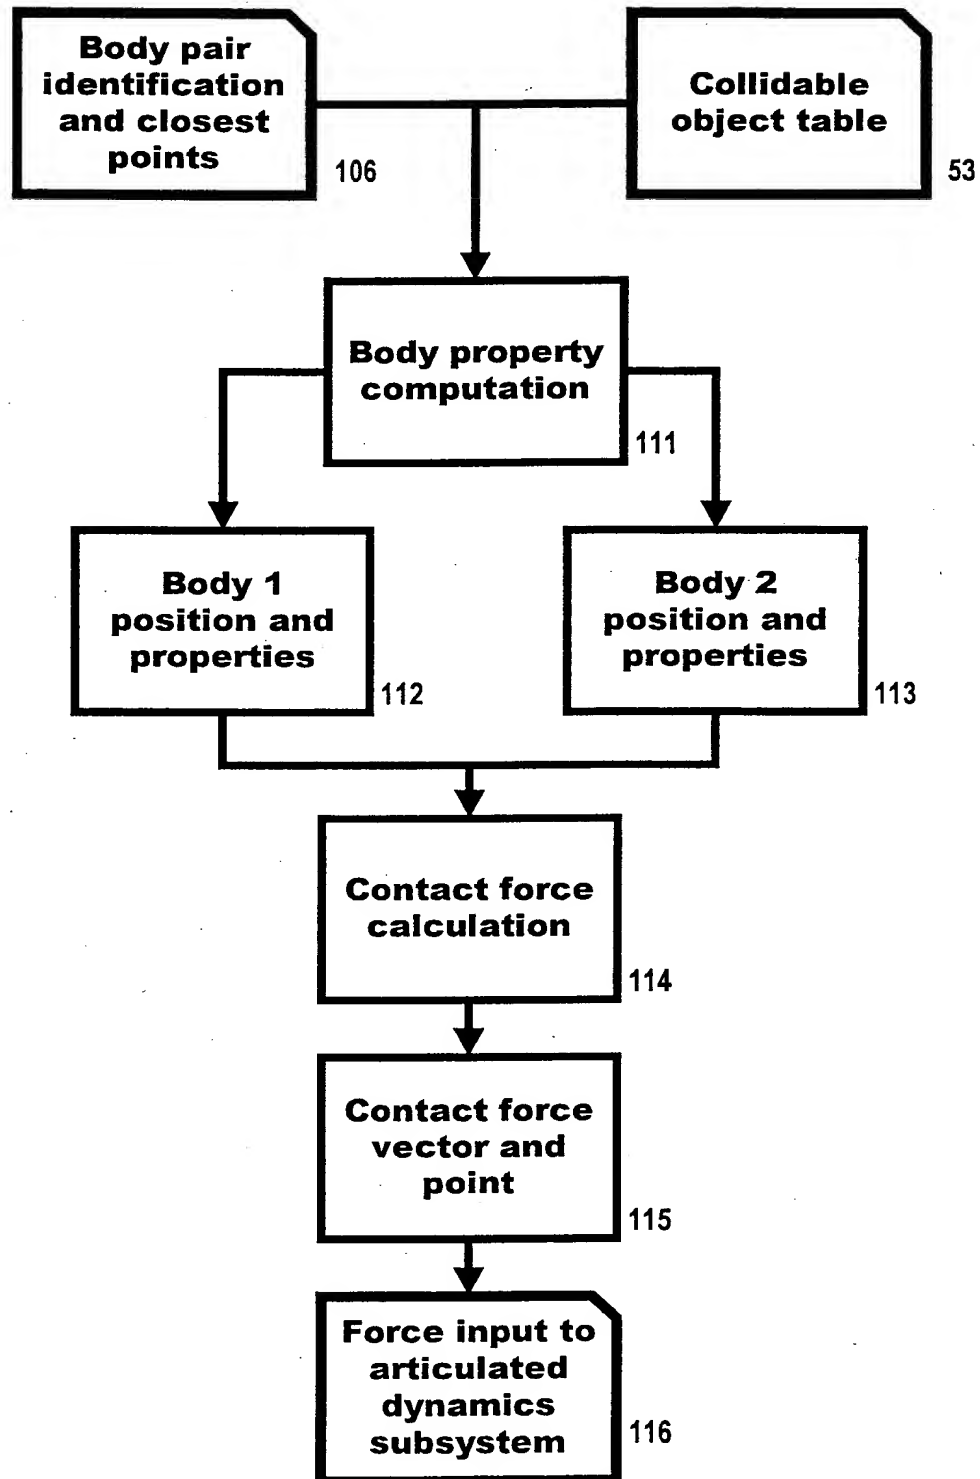 Body pair
identification
and closest
points
106
Collidable
object table
53
Body property
computation
111
Body 1
position and
properties
112
Body 2
position and
properties
113
Contact force
calculation
114
Contact force
vector and
point
115
Force input to
articulated
dynamics
subsystem
116